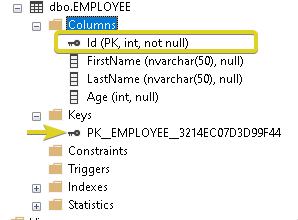 dbo.EMPLOYEE
Columns
Id (PK, int, not null)
FirstName (nvarchar(50), null)
LastName (nvarchar(50), null)
Age (int, null)
Keys
PK__EMPLOYEE__3214EC07D3D99F44
Constraints
Triggers
Indexes
Statistics